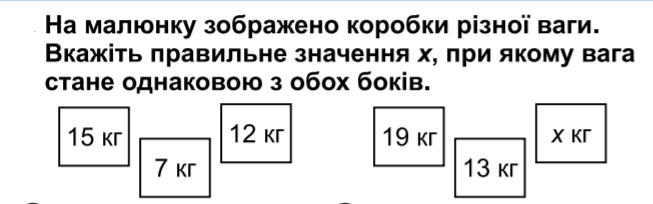 На малюнку зображено коробки різної ваги.
Вкажіть правильне значення x, при якому вага
стане однаковою з обох боків.
15 кг 12 кг 19 кг x кг
7 кг 13 кг